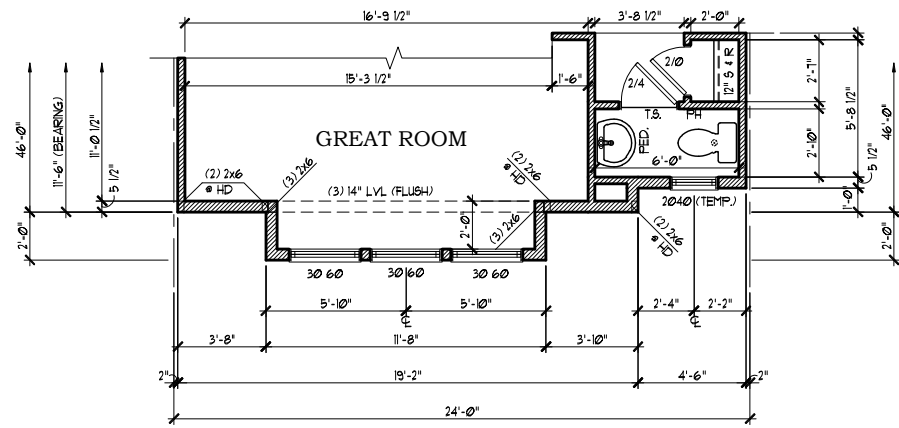 16'-9 1/2"
3'-8 1/2"
2'-0"
15'-3 1/2"
1'-6"
2/0
2/4
12" S & R
2'-7"
5'-8 1/2"
46'-0"
46'-0"
11'-6" (BEARING)
11'-0 1/2"
5 1/2"
GREAT ROOM
T.S.
PH
PED.
6'-0"
2'-10"
5 1/2"
1'-0"
(2) 2x6
@ HD
(3) 2x6
(3) 14" LVL (FLUSH)
(2) 2x6
@ HD
2040 (TEMP.)
2'-0"
2'-0"
(3) 2x6
(2) 2x6
@ HD
2'-0"
30 60
30 60
30 60
5'-10"
5'-10"
2'-4"
2'-2"
℄
℄
3'-8"
11'-8"
3'-10"
2"
19'-2"
4'-6"
2"
24'-0"